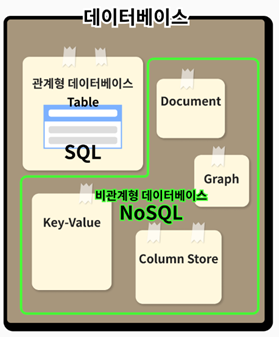 데이터베이스
관계형 데이터베이스
Table
SQL
Document
Graph
비관계형 데이터베이스
NoSQL
Key-Value
Column Store